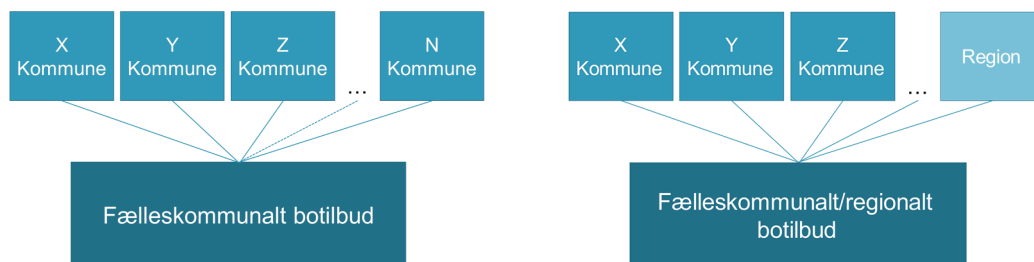 X
Kommune
Y
Kommune
Z
Kommune
...
N
Kommune
Fælleskommunalt botilbud
X
Kommune
Y
Kommune
Z
Kommune
...
Region
Fælleskommunalt/regionalt
botilbud